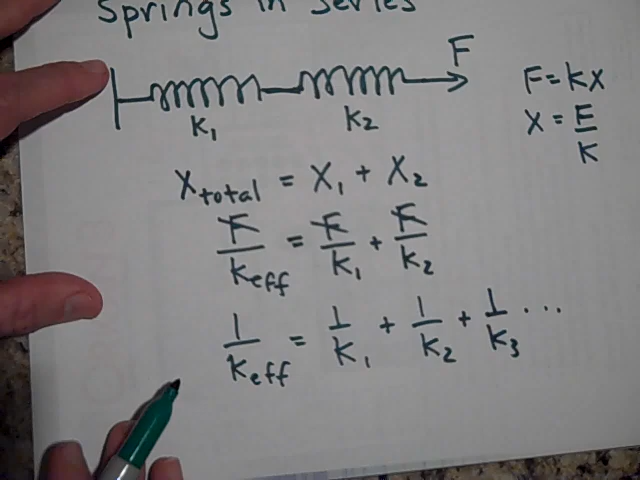 Springs in Series
F
K₁ K₂
F = kx
x = F/K
X total = X₁ + X₂
F/Keff = F/K₁ + F/K₂
1/Keff = 1/K₁ + 1/K₂ + 1/K₃ ...